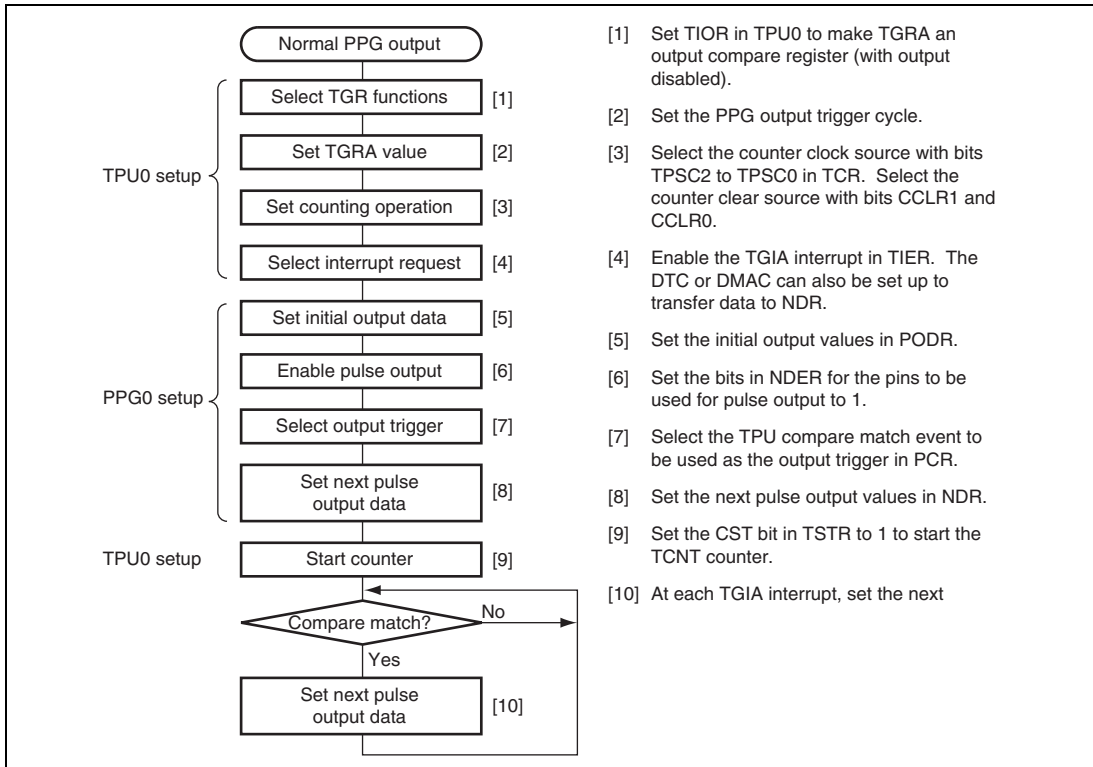 Normal PPG output
Select TGR functions [1]
Set TGRA value [2]
TPU0 setup
Set counting operation [3]
Select interrupt request [4]
Set initial output data [5]
Enable pulse output [6]
PPG0 setup
Select output trigger [7]
Set next pulse
output data
[8]
TPU0 setup
Start counter [9]
Compare match?
No
Yes
Set next pulse
output data
[10]
[1] Set TIOR in TPU0 to make TGRA an
output compare register (with output
disabled).
[2] Set the PPG output trigger cycle.
[3] Select the counter clock source with bits
TPSC2 to TPSC0 in TCR. Select the
counter clear source with bits CCLR1 and
CCLR0.
[4] Enable the TGIA interrupt in TIER. The
DTC or DMAC can also be set up to
transfer data to NDR.
[5] Set the initial output values in PODR.
[6] Set the bits in NDER for the pins to be
used for pulse output to 1.
[7] Select the TPU compare match event to
be used as the output trigger in PCR.
[8] Set the next pulse output values in NDR.
[9] Set the CST bit in TSTR to 1 to start the
TCNT counter.
[10] At each TGIA interrupt, set the next